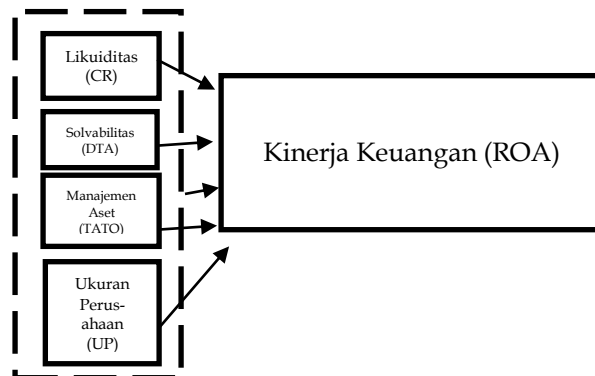 Likuiditas
(CR)
Solvabilitas
(DTA)
Manajemen
Aset
(TATO)
Ukuran
Perus-
ahaan
(UP)
Kinerja Keuangan (ROA)